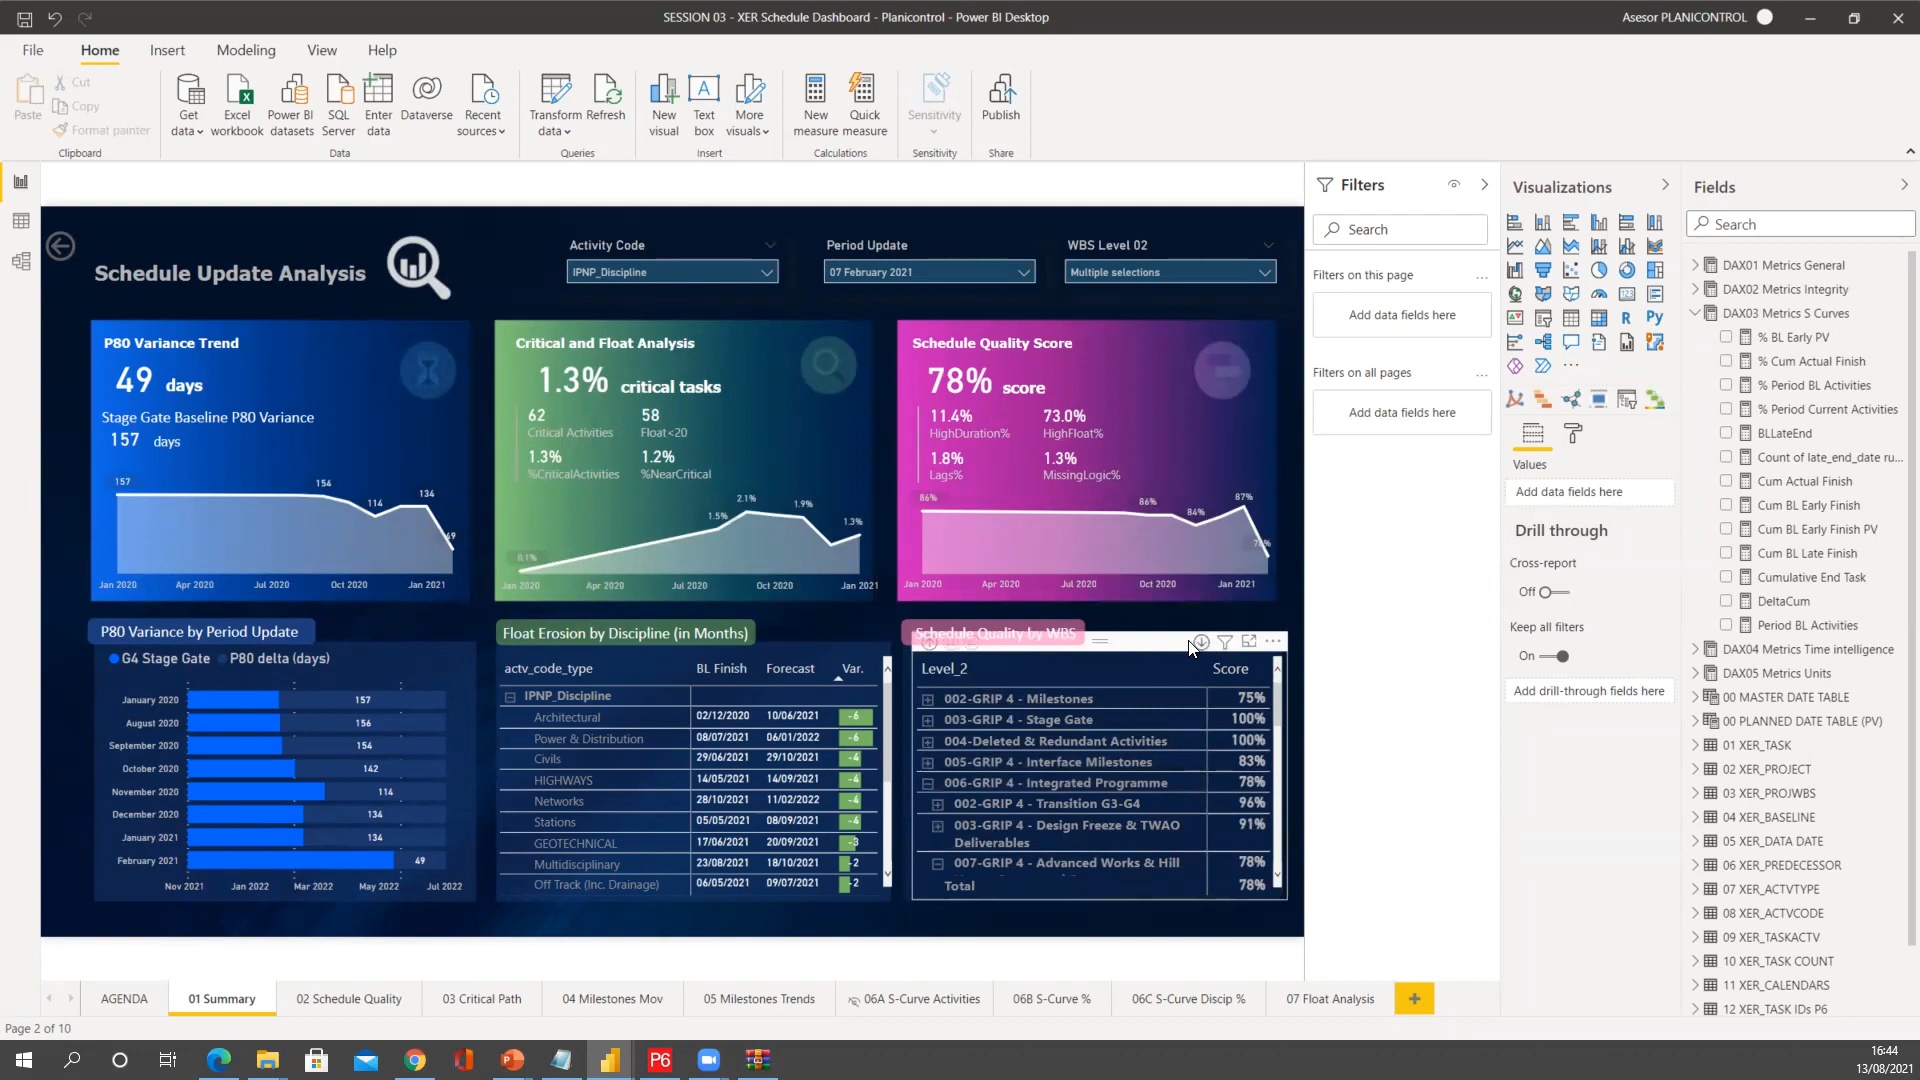 SESSION 03 - XER Schedule Dashboard - Planicontrol - Power BI Desktop
Asesor PLANICONTROL
File
Home
Insert
Modeling
View
Help
Paste
Cut
Copy
Format painter
Clipboard
Get data
Excel workbook
Power BI datasets
SQL Server
Enter data
Dataverse
Recent sources
Data
Transform data
Refresh
Queries
New visual
Text box
More visuals
Insert
New measure
Quick measure
Calculations
Sensitivity
Sensitivity
Publish
Share
Schedule Update Analysis
Activity Code
IPNP_Discipline
Period Update
07 February 2021
WBS Level 02
Multiple selections
P80 Variance Trend
49 days
Stage Gate Baseline P80 Variance
157 days
157
154
114
134
Jan 2020
Apr 2020
Jul 2020
Oct 2020
Jan 2021
Critical and Float Analysis
1.3% critical tasks
62
Critical Activities
58
Float<20
1.3%
%CriticalActivities
1.2%
%NearCritical
0.1%
1.5%
2.1%
1.9%
1.3%
Jan 2020
Apr 2020
Jul 2020
Oct 2020
Jan 2021
Schedule Quality Score
78% score
11.4%
HighDuration%
73.0%
HighFloat%
1.8%
Lags%
1.3%
MissingLogic%
86%
86%
84%
87%
Jan 2020
Apr 2020
Jul 2020
Oct 2020
Jan 2021
P80 Variance by Period Update
G4 Stage Gate
P80 delta (days)
January 2020 157
August 2020 156
September 2020 154
October 2020 142
November 2020 114
December 2020 134
January 2021 134
February 2021 49
Nov 2021
Jan 2022
Mar 2022
May 2022
Jul 2022
Float Erosion by Discipline (in Months)
actv_code_type BL Finish Forecast Var.
IPNP_Discipline
Architectural 02/12/2020 10/06/2021 -6
Power & Distribution 08/07/2021 06/01/2022 -6
Civils 29/06/2021 29/10/2021 -4
HIGHWAYS 14/05/2021 14/09/2021 -4
Networks 28/10/2021 11/02/2022 -4
Stations 05/05/2021 08/09/2021 -4
GEOTECHNICAL 17/06/2021 20/09/2021 -3
Multidisciplinary 23/08/2021 18/10/2021 -2
Off Track (Inc. Drainage) 06/05/2021 09/07/2021 -2
Schedule Quality by WBS
Level_2 Score
002-GRIP 4 - Milestones 75%
003-GRIP 4 - Stage Gate 100%
004-Deleted & Redundant Activities 100%
005-GRIP 4 - Interface Milestones 83%
006-GRIP 4 - Integrated Programme 78%
002-GRIP 4 - Transition G3-G4 96%
003-GRIP 4 - Design Freeze & TWAO 91%
Deliverables
007-GRIP 4 - Advanced Works & Hill 78%
Total 78%
Filters
Search
Filters on this page ...
Add data fields here
Filters on all pages ...
Add data fields here
Visualizations
R
Py
123
...
Values
Add data fields here
Drill through
Cross-report
Off
Keep all filters
On
Add drill-through fields here
Fields
Search
DAX01 Metrics General
DAX02 Metrics Integrity
DAX03 Metrics S Curves
% BL Early PV
% Cum Actual Finish
% Period BL Activities
% Period Current Activities
BLLateEnd
Count of late_end_date ru...
Cum Actual Finish
Cum BL Early Finish
Cum BL Early Finish PV
Cum BL Late Finish
Cumulative End Task
DeltaCum
Period BL Activities
DAX04 Metrics Time intelligence
DAX05 Metrics Units
00 MASTER DATE TABLE
00 PLANNED DATE TABLE (PV)
01 XER_TASK
02 XER_PROJECT
03 XER_PROJWBS
04 XER_BASELINE
05 XER_DATA DATE
06 XER_PREDECESSOR
07 XER_ACTVTYPE
08 XER_ACTVCODE
09 XER_TASKACTV
10 XER_TASK COUNT
11 XER_CALENDARS
12 XER_TASK IDs P6
AGENDA
01 Summary
02 Schedule Quality
03 Critical Path
04 Milestones Mov
05 Milestones Trends
06A S-Curve Activities
06B S-Curve %
06C S-Curve Discip %
07 Float Analysis
Page 2 of 10
P6
16:44
13/08/2021